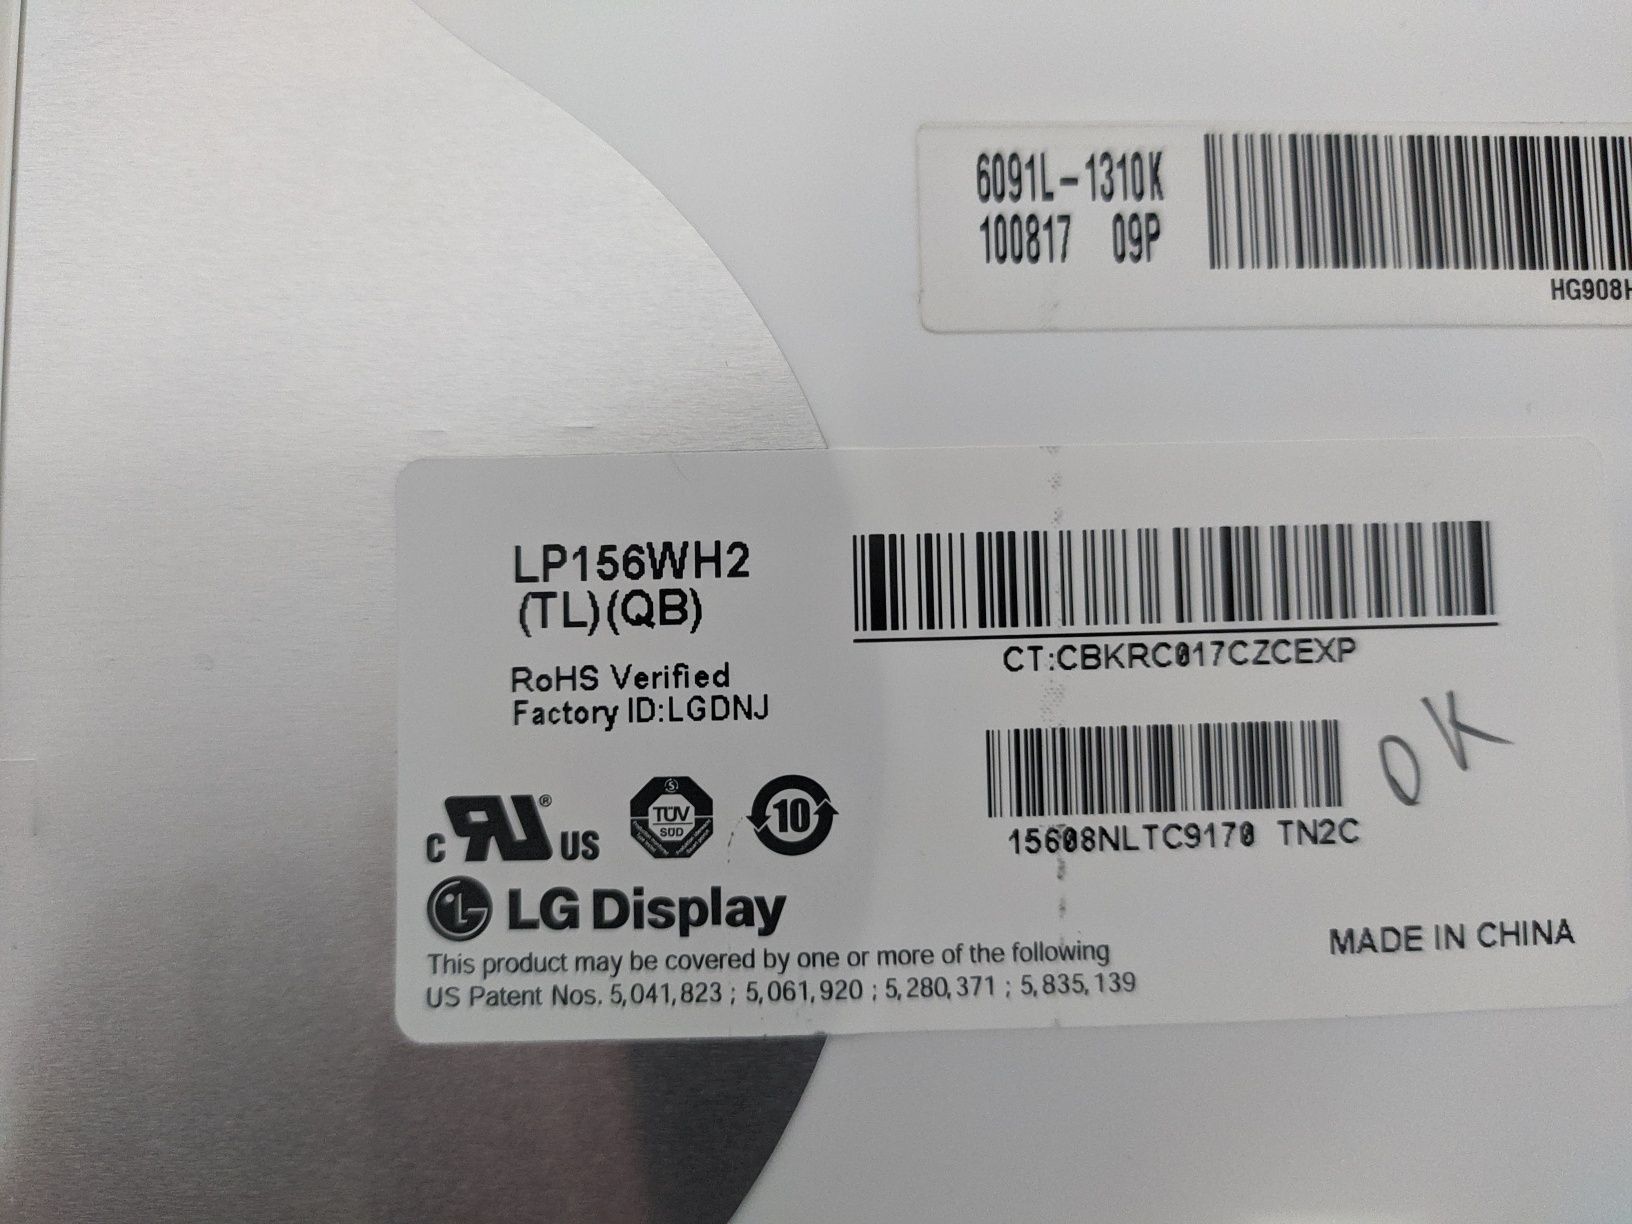 6091L-1310K
100817 09P
HG908H
LP156WH2
(TL)(QB)
CT:CBKRC017CZCEXP
RoHS Verified
Factory ID:LGDNJ
OK
15608NLTC9170 TN2C
c RU ® US
TÜV
SÜD
10
LG Display
MADE IN CHINA
This product may be covered by one or more of the following
US Patent Nos. 5,041,823 ; 5,061,920 ; 5,280,371 ; 5,835,139